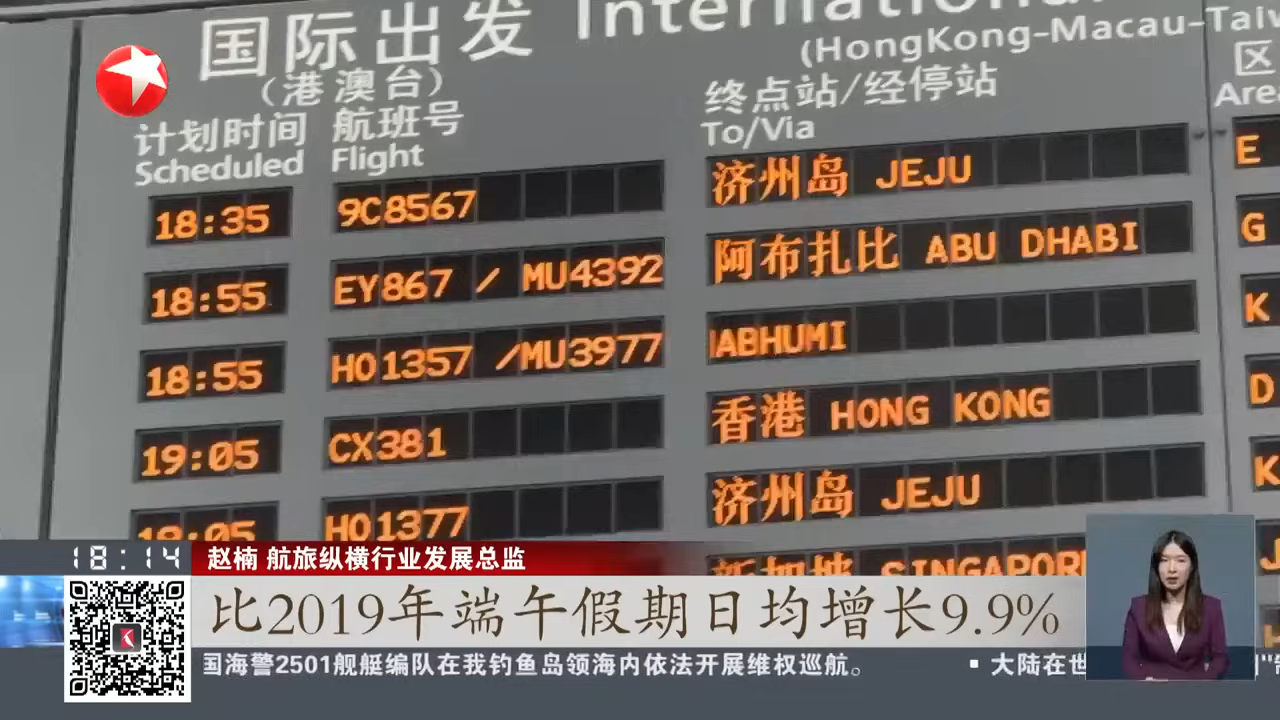 国际出发 International
(港澳台)
(HongKong-Macau-Taiw
计划时间 航班号 终点站/经停站 区
Scheduled Flight To/Via Area
18:35 9C8567 济州岛 JEJU E
18:55 EY867 / MU4392 阿布扎比 ABU DHABI G
18:55 HO1357 /MU3977 ABHUMI K
19:05 CX381 香港 HONG KONG D
HO1377 济州岛 JEJU K
新加坡 SINGAPOR
18:14 赵楠 航旅纵横行业发展总监
比2019年端午假期日均增长9.9%
国海警2501舰艇编队在我钓鱼岛领海内依法开展维权巡航。 ▪ 大陆在世